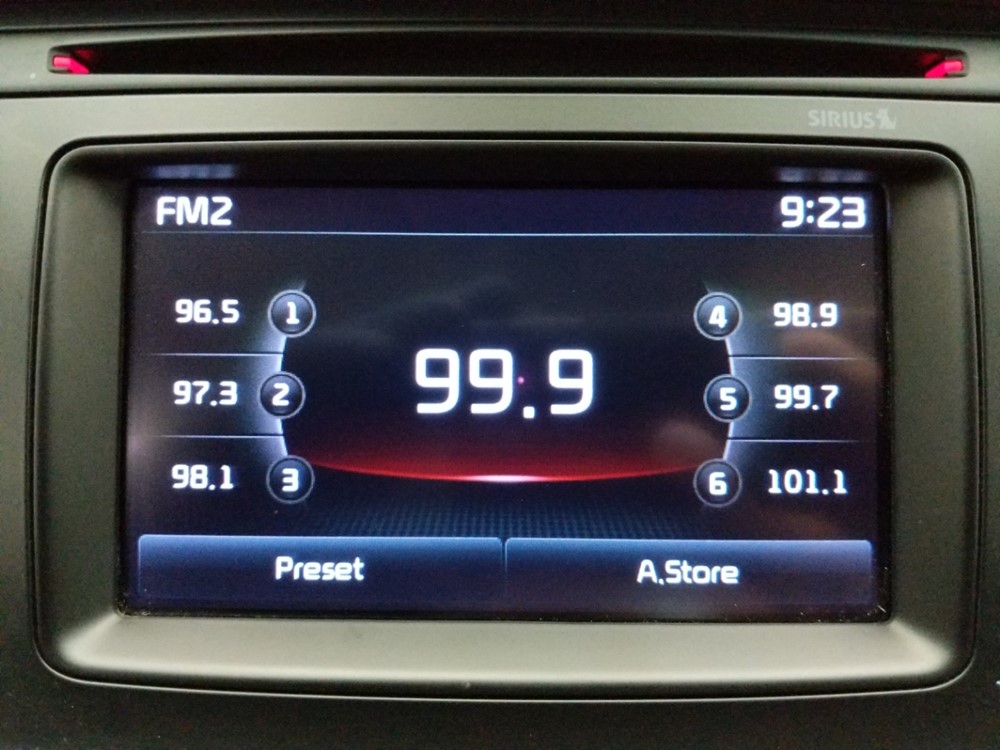 SIRIUS
FM2 9:23
96.5 1 4 98.9
99.9
97.3 2 5 99.7
98.1 3 6 101.1
Preset A.Store